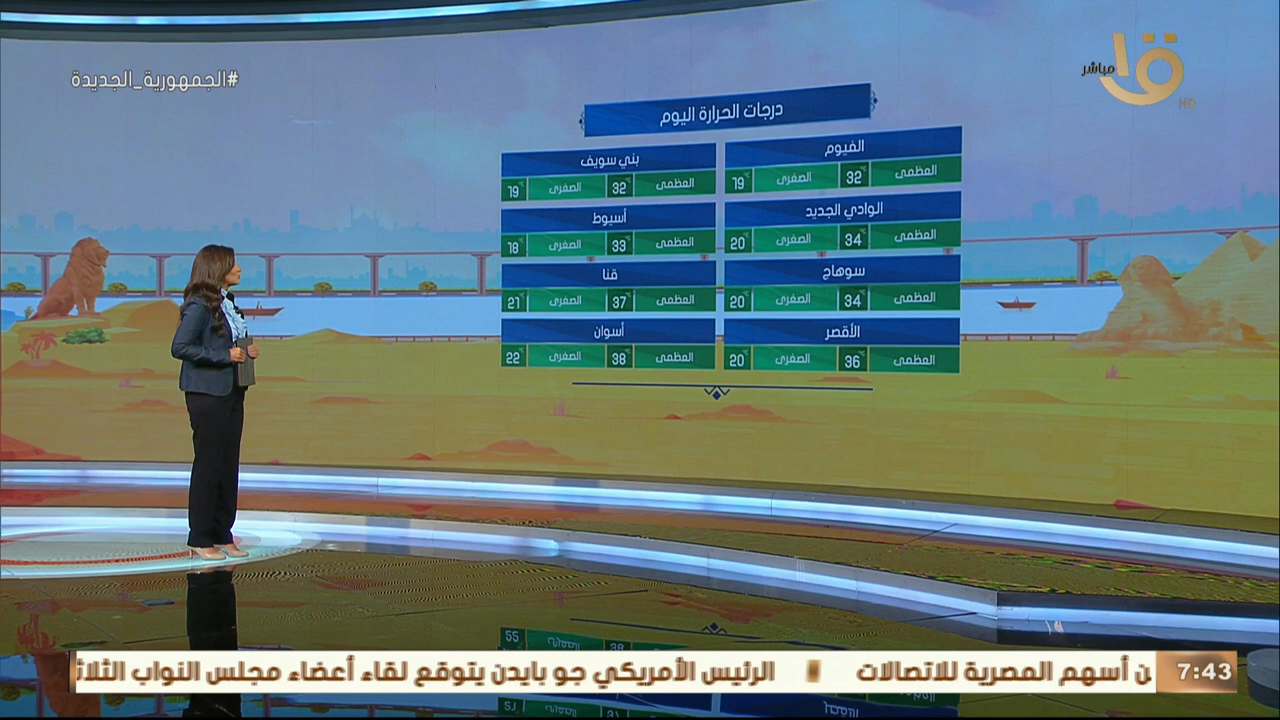 #الجمهورية_الجديدة
مباشر
HD
درجات الحرارة اليوم
الفيوم
العظمى 32 الصغرى 19
بني سويف
العظمى 32 الصغرى 19
الوادي الجديد
العظمى 34 الصغرى 20
أسيوط
العظمى 33 الصغرى 18
سوهاج
العظمى 34 الصغرى 20
قنا
العظمى 37 الصغرى 21
الأقصر
العظمى 36 الصغرى 20
أسوان
العظمى 38 الصغرى 22
7:43
أسهم المصرية للاتصالات
الرئيس الأمريكي جو بايدن يتوقع لقاء أعضاء مجلس النواب